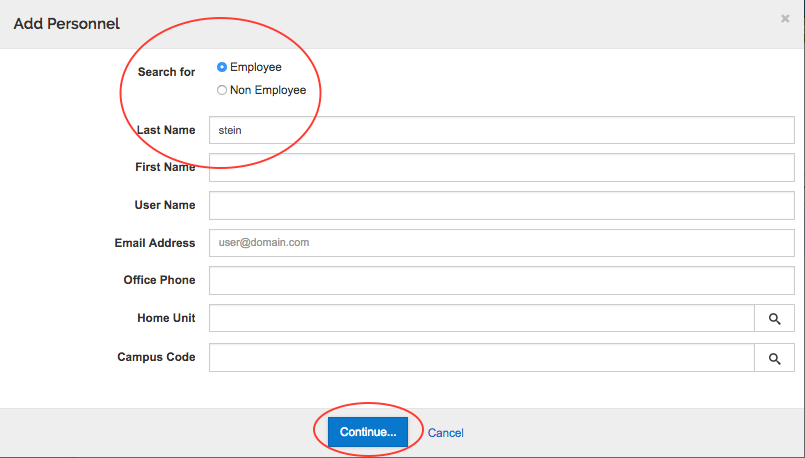 Add Personnel
×
Search for
Employee
Non Employee
Last Name
stein
First Name
User Name
Email Address
user@domain.com
Office Phone
Home Unit
Campus Code
Continue...
Cancel